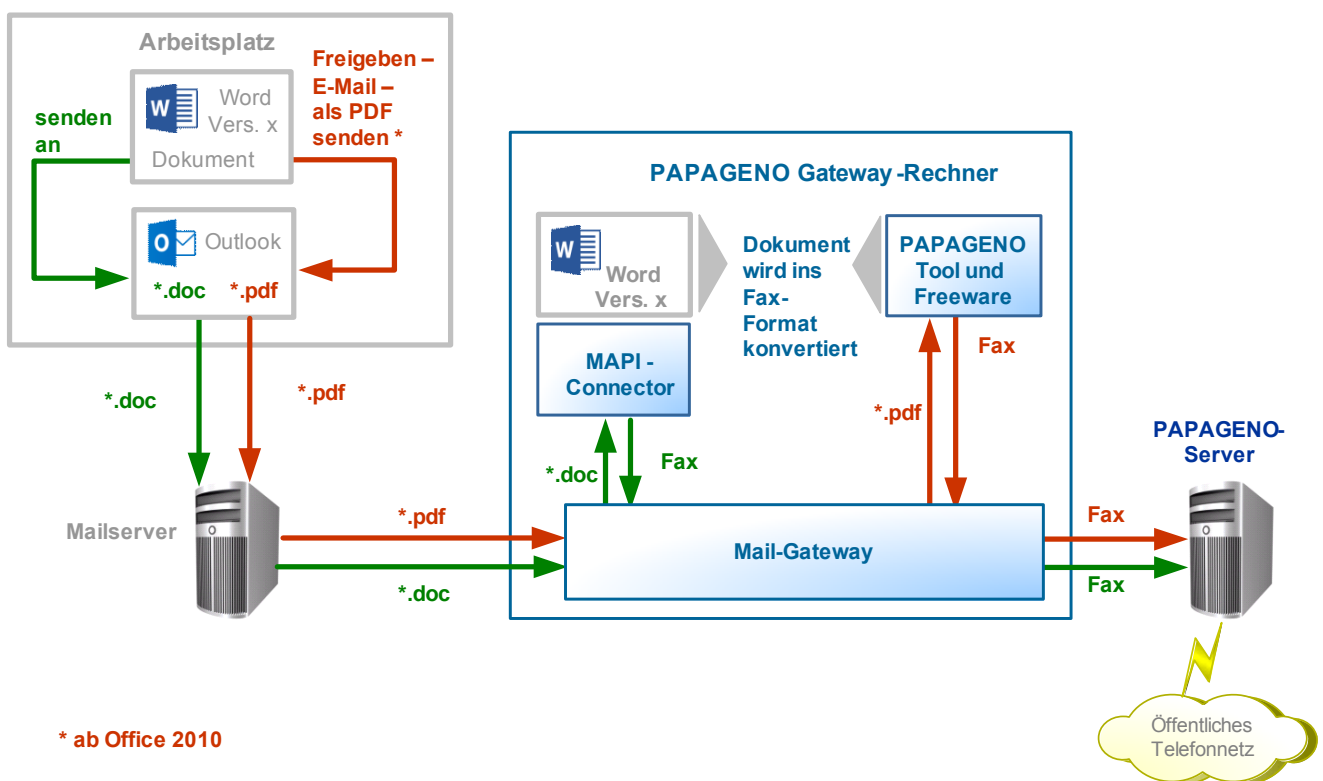 Arbeitsplatz
W
Word
Vers. x
Dokument
senden
an
Freigeben –
E-Mail –
als PDF
senden *
O
Outlook
*.doc
*.pdf
*.doc
*.pdf
Mailserver
*.pdf
*.doc
PAPAGENO Gateway -Rechner
W
Word
Vers. x
Dokument
wird ins
Fax-
Format
konvertiert
PAPAGENO
Tool und
Freeware
MAPI -
Connector
*.doc
Fax
*.pdf
Fax
Mail-Gateway
Fax
Fax
PAPAGENO-
Server
Öffentliches
Telefonnetz
* ab Office 2010